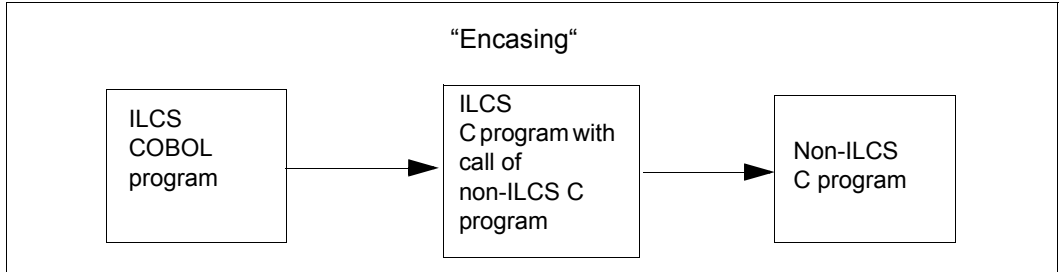 “Encasing“
ILCS
COBOL
program
ILCS
C program with
call of
non-ILCS C
program
Non-ILCS
C program